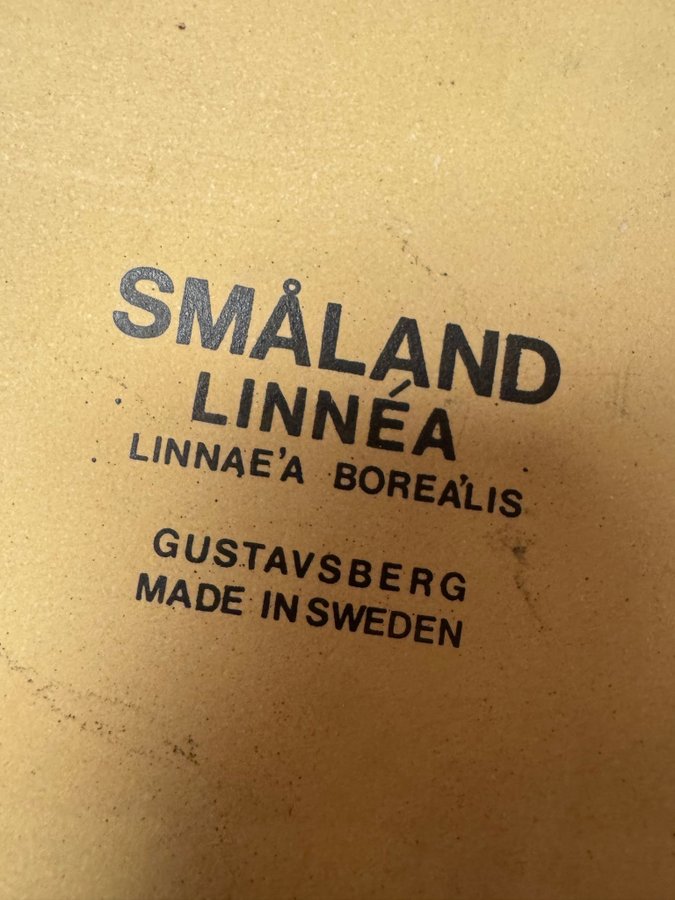 SMÅLAND
LINNÉA
LINNAE'A BOREA'LIS
GUSTAVSBERG
MADE IN SWEDEN